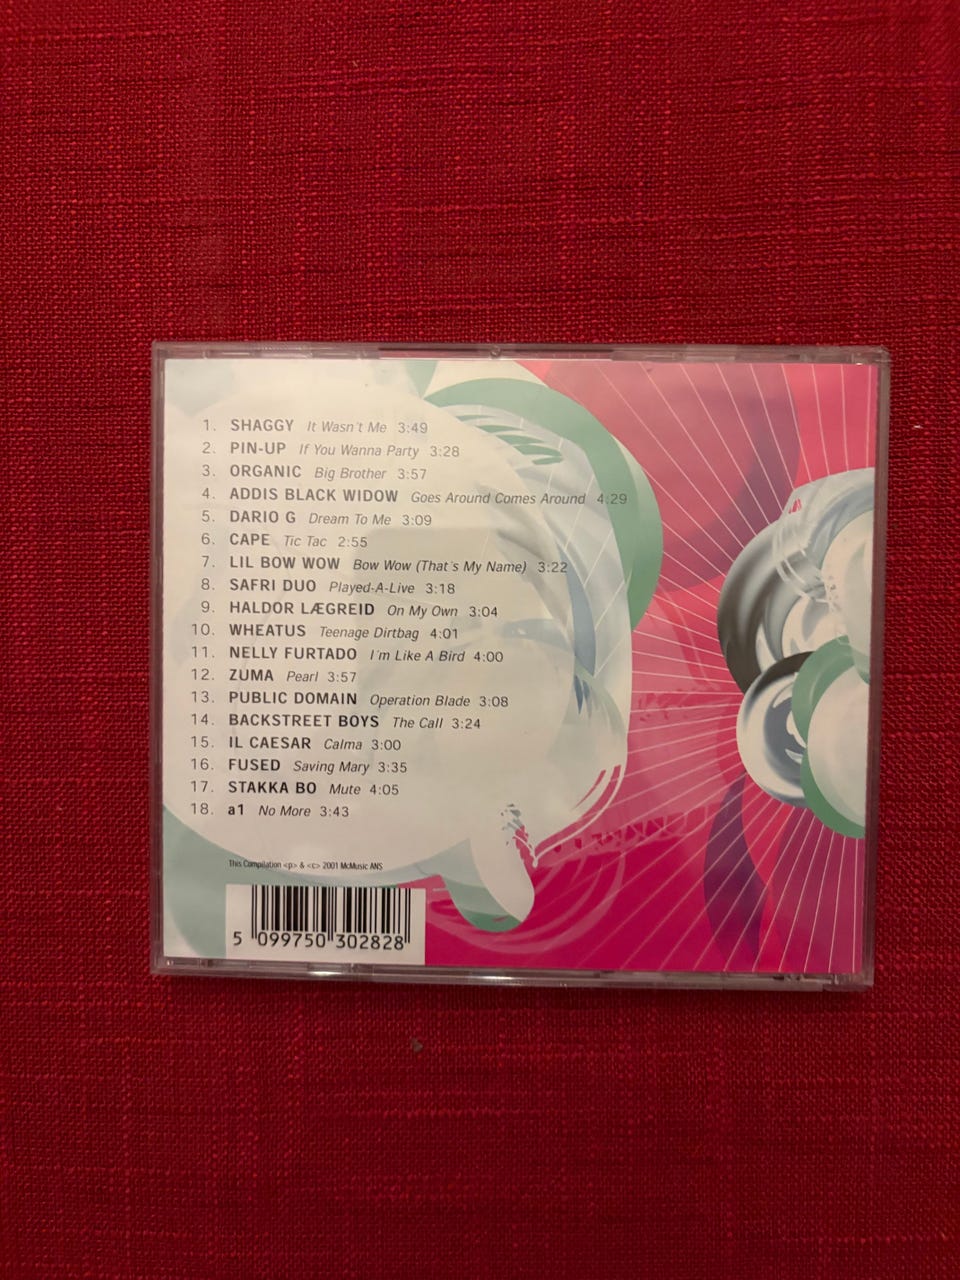 1. SHAGGY It Wasn't Me 3:49
2. PIN-UP If You Wanna Party 3:28
3. ORGANIC Big Brother 3:57
4. ADDIS BLACK WIDOW Goes Around Comes Around 4:29
5. DARIO G Dream To Me 3:09
6. CAPE Tic Tac 2:55
7. LIL BOW WOW Bow Wow (That's My Name) 3:22
8. SAFRI DUO Played-A-Live 3:18
9. HALDOR LÆGREID On My Own 3:04
10. WHEATUS Teenage Dirtbag 4:01
11. NELLY FURTADO I'm Like A Bird 4:00
12. ZUMA Pearl 3:57
13. PUBLIC DOMAIN Operation Blade 3:08
14. BACKSTREET BOYS The Call 3:24
15. IL CAESAR Calma 3:00
16. FUSED Saving Mary 3:35
17. STAKKA BO Mute 4:05
18. a1 No More 3:43
This Compilation <p> & <c> 2001 McMusic ANS
5 099750 302828